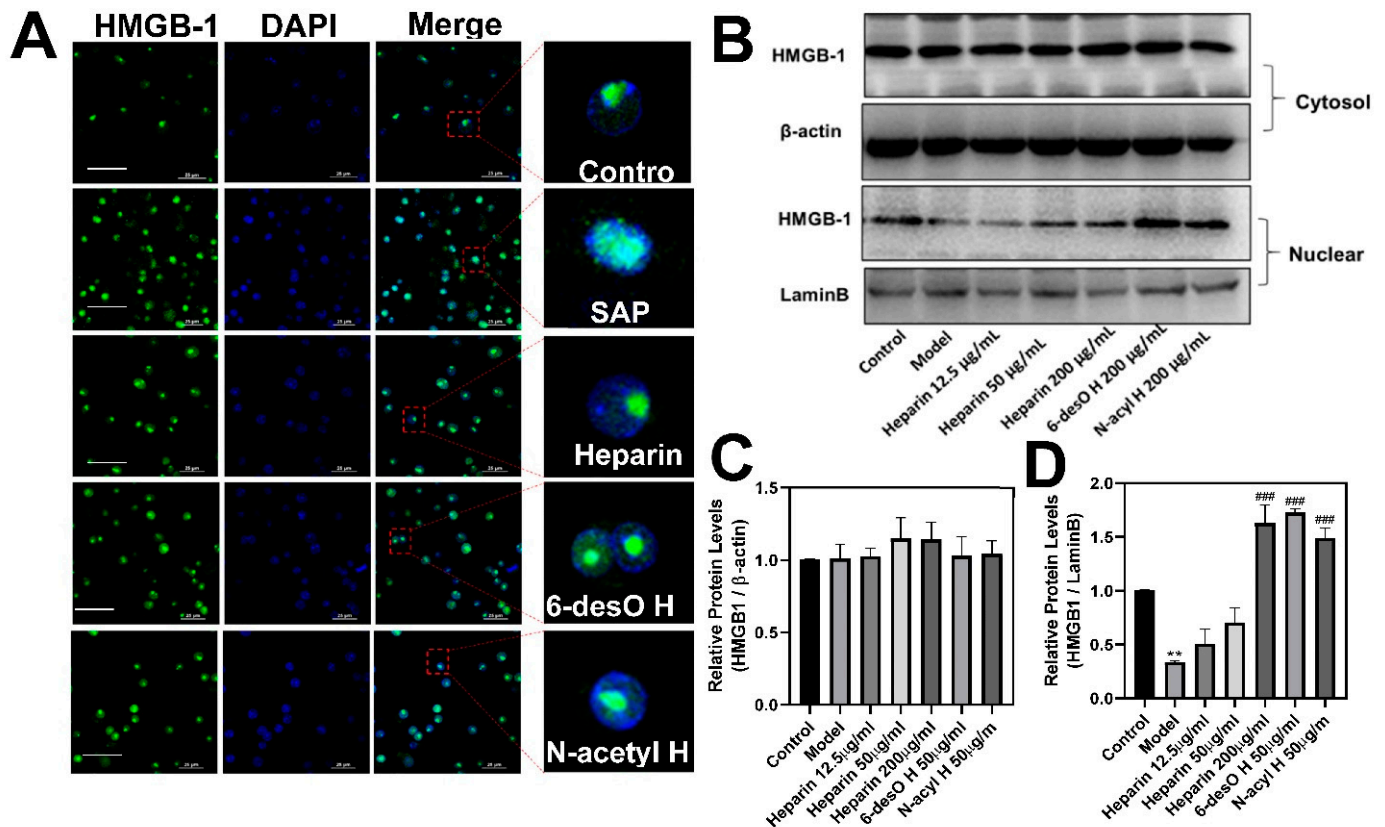 A
HMGB-1 DAPI Merge
Contro
SAP
Heparin
6-desO H
N-acetyl H
25 µm
B
HMGB-1
β-actin
Cytosol
HMGB-1
LaminB
Nuclear
Control
Model
Heparin 12.5 µg/mL
Heparin 50 µg/mL
Heparin 200 µg/mL
6-desO H 200 µg/mL
N-acyl H 200 µg/mL
C
Relative Protein Levels
(HMGB1 / β-actin)
1.5
1.0
0.5
0.0
Control
Model
Heparin 12.5µg/ml
Heparin 50µg/ml
Heparin 200µg/ml
6-desO H 50µg/ml
N-acyl H 50µg/m
D
Relative Protein Levels
(HMGB1 / LaminB)
2.0
1.5
1.0
0.5
0.0
**
###
###
###
Control
Model
Heparin 12.5µg/ml
Heparin 50µg/ml
Heparin 200µg/ml
6-desO H 50µg/ml
N-acyl H 50µg/m